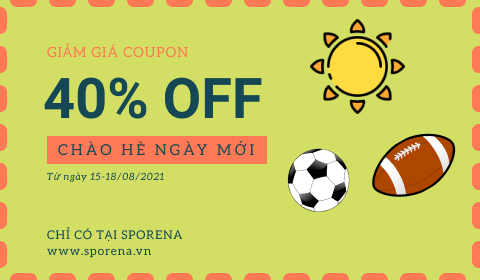 GIẢM GIÁ COUPON
40% OFF
CHÀO HÈ NGÀY MỚI
Từ ngày 15-18/08/2021
CHỈ CÓ TẠI SPORENA
www.sporena.vn